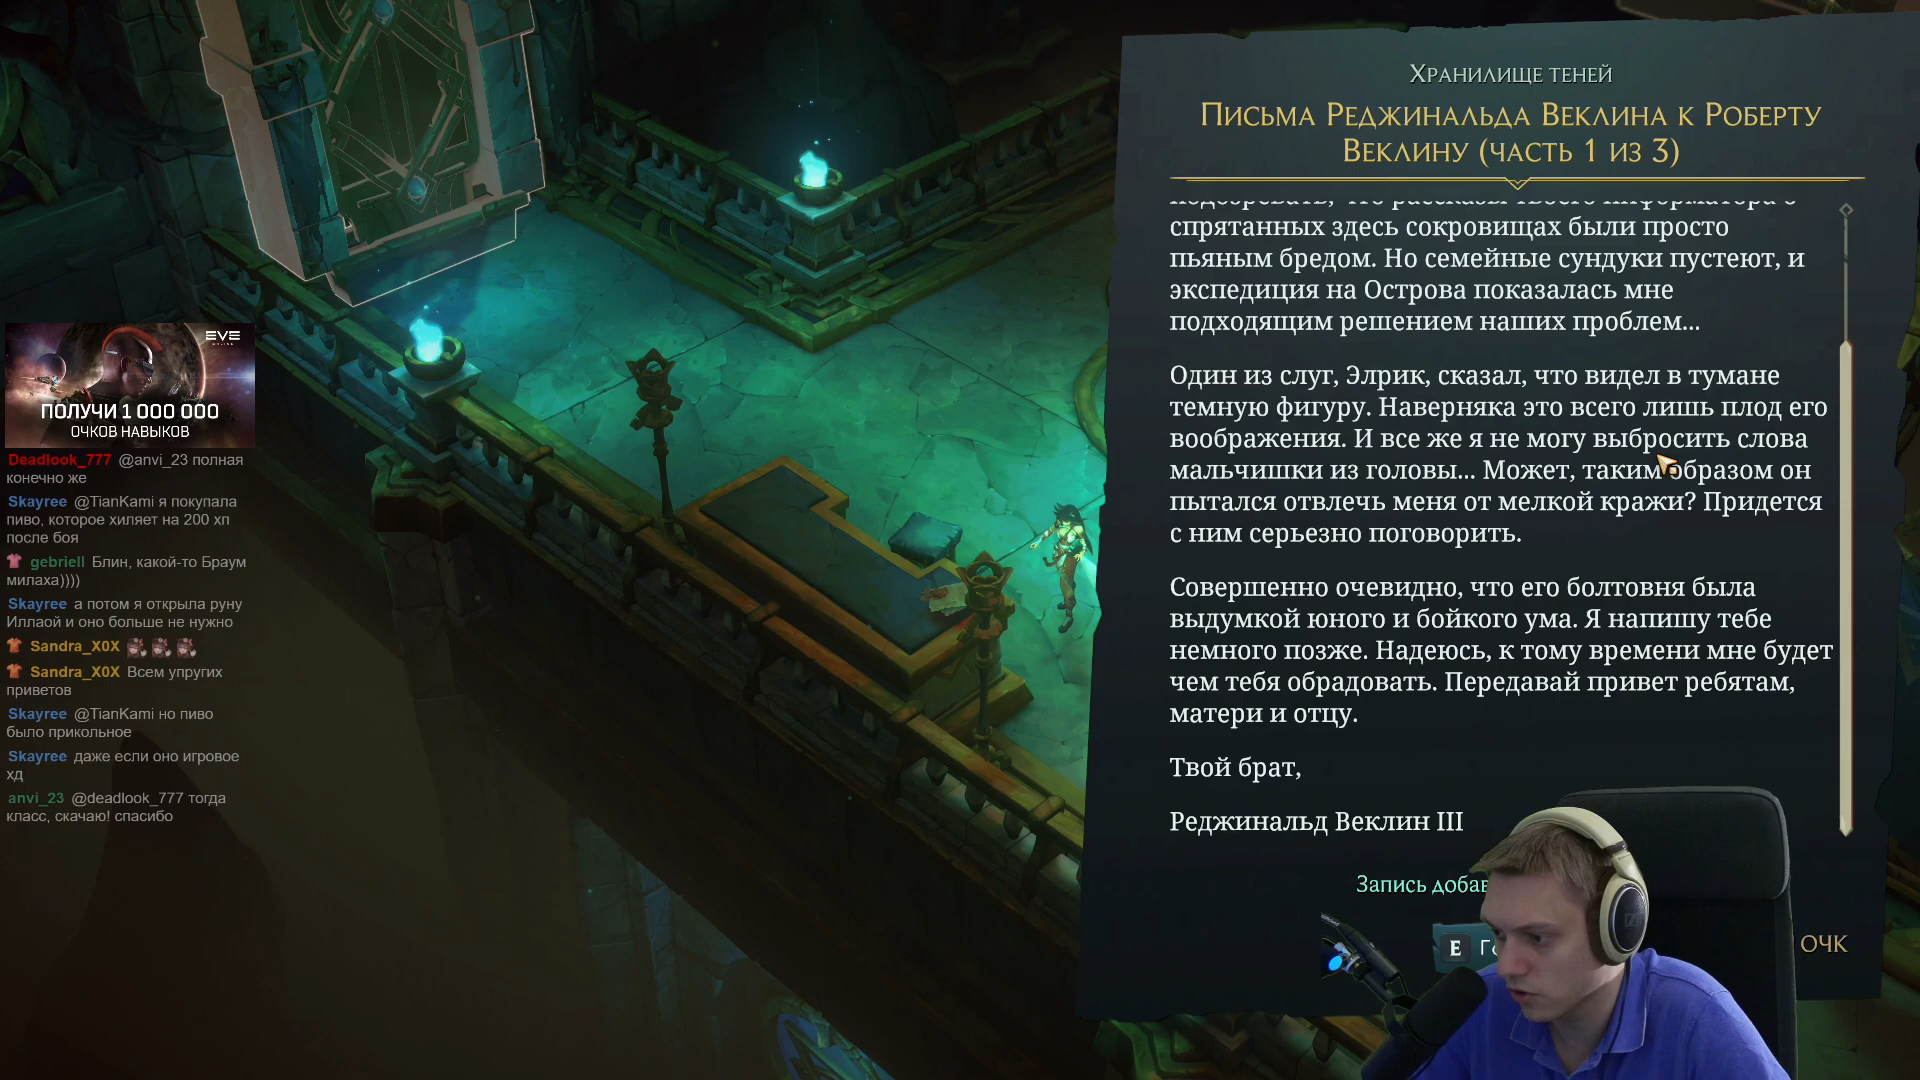 Хранилище теней
Письма Реджинальда Веклина к Роберту
Веклину (часть 1 из 3)
спрятанных здесь сокровищах были просто
пьяным бредом. Но семейные сундуки пустеют, и
экспедиция на Острова показалась мне
подходящим решением наших проблем...
Один из слуг, Элрик, сказал, что видел в тумане
темную фигуру. Наверняка это всего лишь плод его
воображения. И все же я не могу выбросить слова
мальчишки из головы... Может, таким образом он
пытался отвлечь меня от мелкой кражи? Придется
с ним серьезно поговорить.
Совершенно очевидно, что его болтовня была
выдумкой юного и бойкого ума. Я напишу тебе
немного позже. Надеюсь, к тому времени мне будет
чем тебя обрадовать. Передавай привет ребятам,
матери и отцу.
Твой брат,
Реджинальд Веклин III
Запись добав
E Го
ОЧК
EVE
ONLINE
ПОЛУЧИ 1 000 000
ОЧКОВ НАВЫКОВ
Deadlook_777 @anvi_23 полная
конечно же
Skayree @TianKami я покупала
пиво, которое хиляет на 200 хп
после боя
gebriell Блин, какой-то Браум
милаха))))
Skayree а потом я открыла руну
Иллаой и оно больше не нужно
Sandra_X0X
Sandra_X0X Всем упругих
приветов
Skayree @TianKami но пиво
было прикольное
Skayree даже если оно игровое
хд
anvi_23 @deadlook_777 тогда
класс, скачаю! спасибо